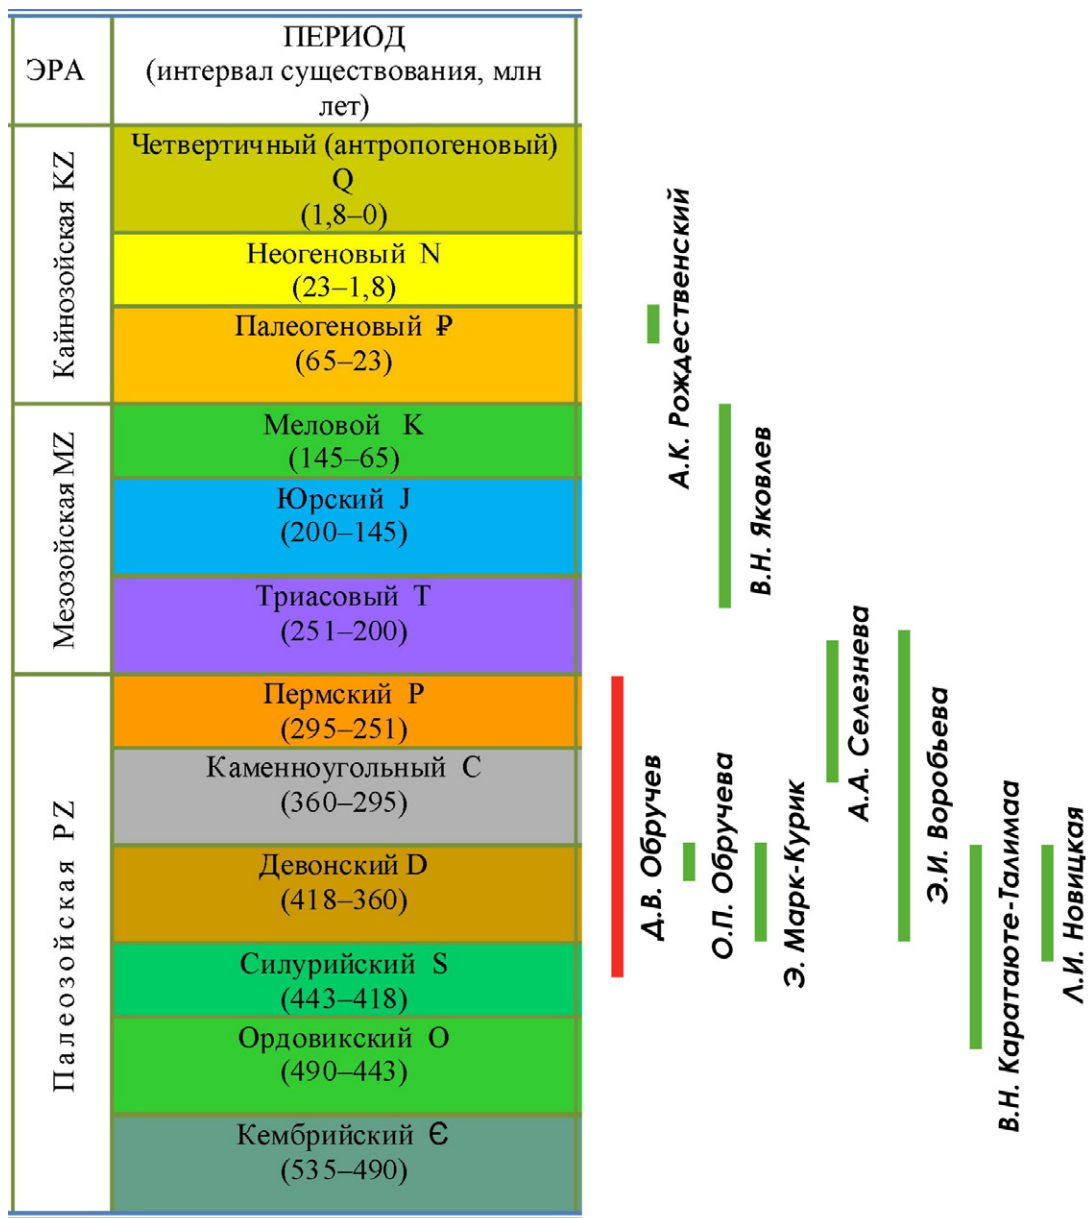 ЭРА
ПЕРИОД
(интервал существования, млн
лет)
Кайнозойская KZ
Четвертичный (антропогеновый)
Q
(1,8–0)
Неогеновый N
(23–1,8)
Палеогеновый ₽
(65–23)
Мезозойская MZ
Меловой K
(145–65)
Юрский J
(200–145)
Триасовый T
(251–200)
Палеозойская PZ
Пермский P
(295–251)
Каменноугольный C
(360–295)
Девонский D
(418–360)
Силурийский S
(443–418)
Ордовикский O
(490–443)
Кембрийский Є
(535–490)
Д.В. Обручев
А.К. Рождественский
О.П. Обручева
В.Н. Яковлев
Э. Марк-Курик
А.А. Селезнева
Э.И. Воробьева
В.Н. Каратаюте-Талимаа
Л.И. Новицкая